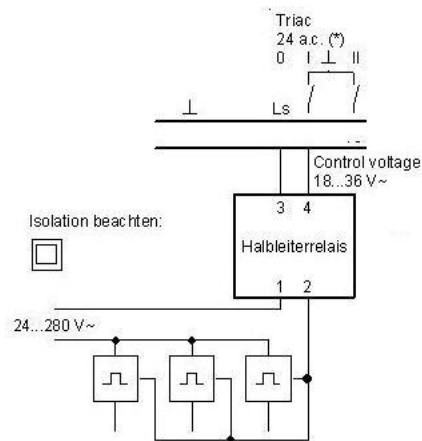 Triac
24 a.c. (*)
0 I ⊥ II
⊥ Ls
Control voltage
18...36 V~
3 4
Isolation beachten:
Halbleiterrelais
1 2
24...280 V~